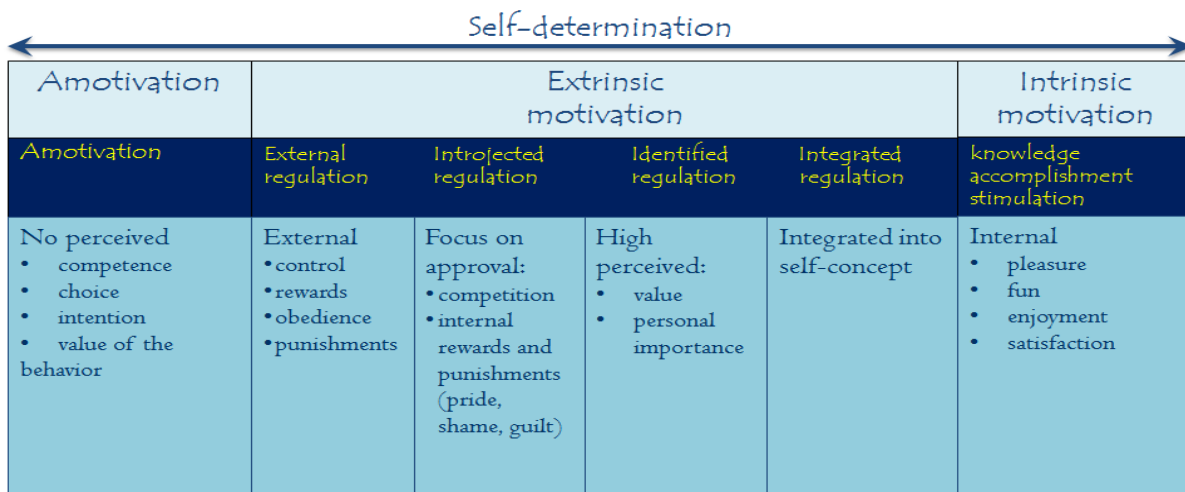 Self-determination
Amotivation
Extrinsic
motivation
Intrinsic
motivation
Amotivation
External
regulation
Introjected
regulation
Identified
regulation
Integrated
regulation
knowledge
accomplishment
stimulation
No perceived
• competence
• choice
• intention
• value of the
behavior
External
• control
• rewards
• obedience
• punishments
Focus on
approval:
• competition
• internal
rewards and
punishments
(pride,
shame, guilt)
High
perceived:
• value
• personal
importance
Integrated into
self-concept
Internal
• pleasure
• fun
• enjoyment
• satisfaction